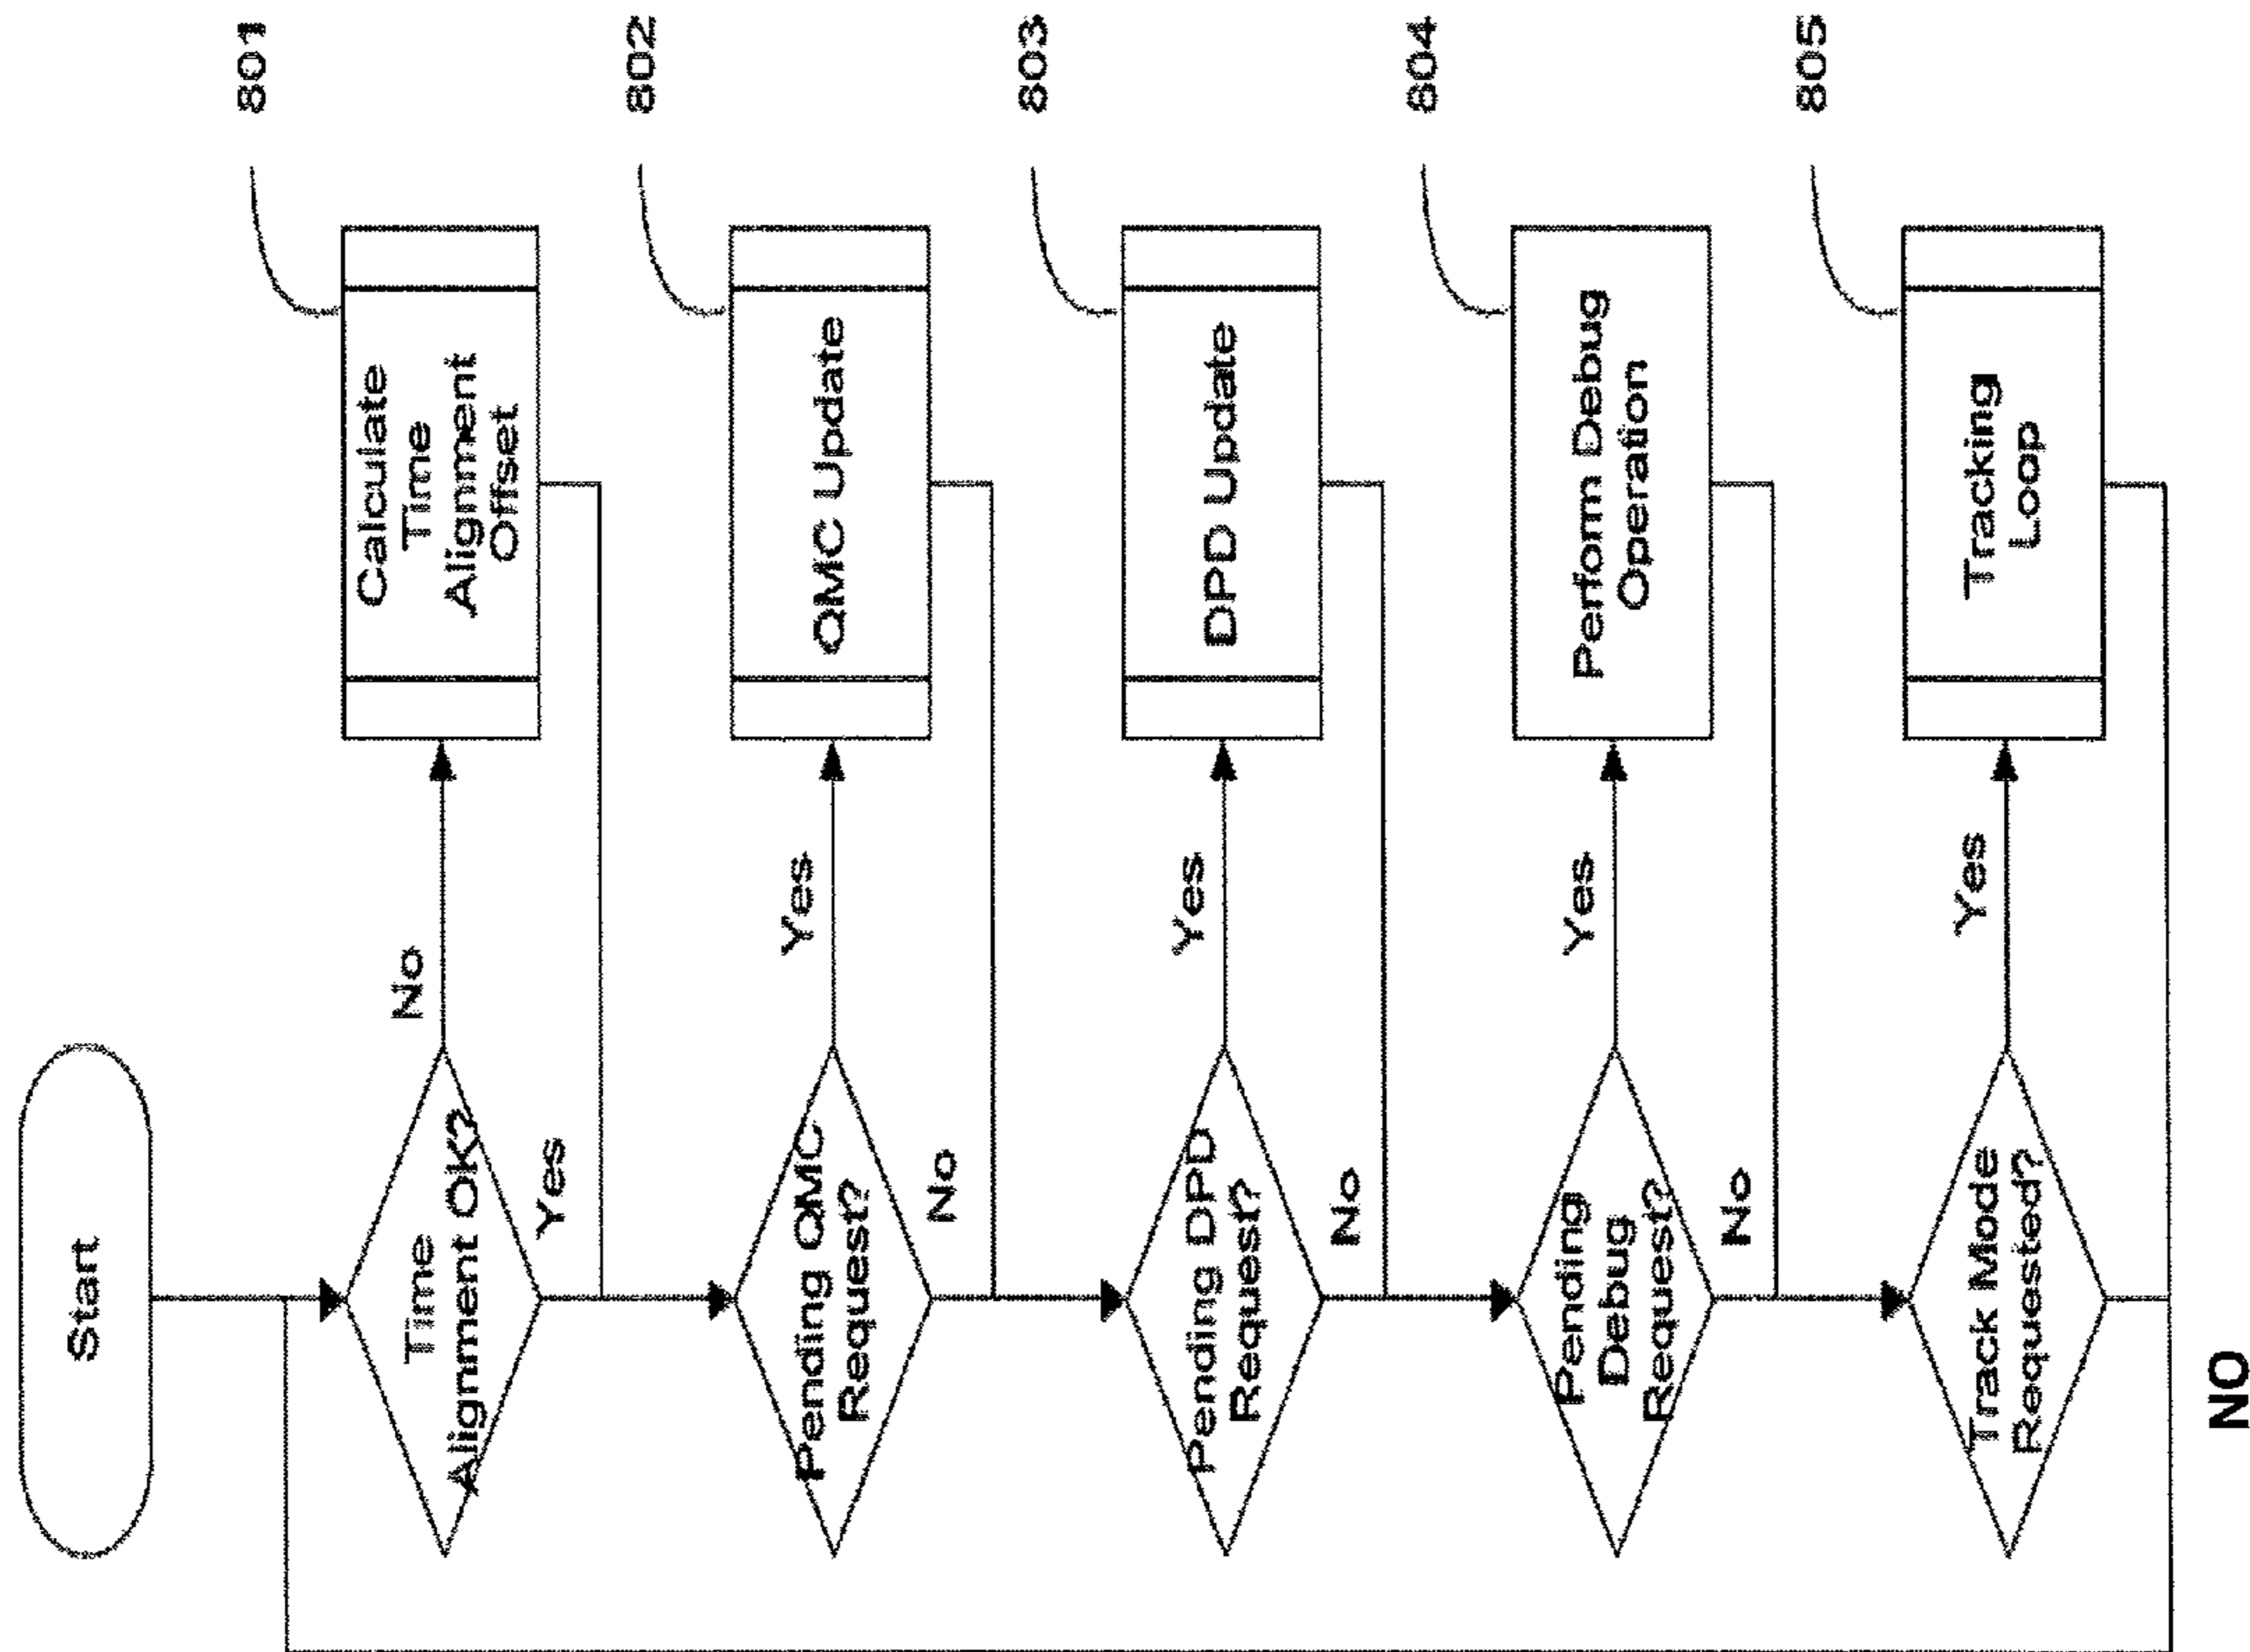 Start
Time
Alignment OK?
No
Yes
Calculate
Time
Alignment
Offset
801
Pending QMC
Request?
Yes
No
QMC Update
802
Pending DPD
Request?
Yes
No
DPD Update
803
Pending
Debug
Request?
Yes
No
Perform Debug
Operation
804
Track Mode
Requested?
Yes
NO
Tracking
Loop
805